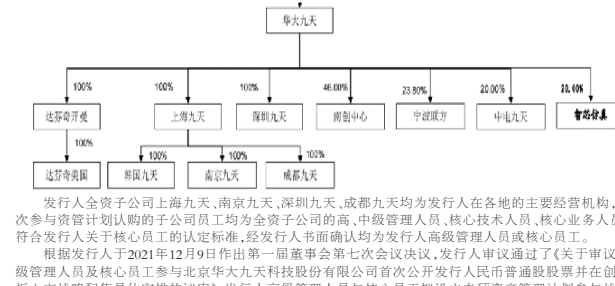 华大九天
100%
100%
100%
46.00%
23.80%
20.00%
20.40%
达芬奇开曼
上海九天
深圳九天
南创中心
宁波联方
中电九天
智芯仿真
100%
100%
100%
100%
达芬奇美国
韩国九天
南京九天
成都九天
发行人全资子公司上海九天、南京九天、深圳九天、成都九天均为发行人在各地的主要经营机构,
次参与资管计划认购的子公司员工均为全资子公司的高、中级管理人员、核心技术人员、核心业务人员
符合发行人关于核心员工的认定标准,经发行人书面确认均为发行人高级管理人员或核心员工。
根据发行人于2021年12月9日作出第一届董事会第七次会议决议,发行人审议通过了《关于审议
级管理人员及核心员工参与北京华大九天科技股份有限公司首次公开发行人民币普通股股票并在创